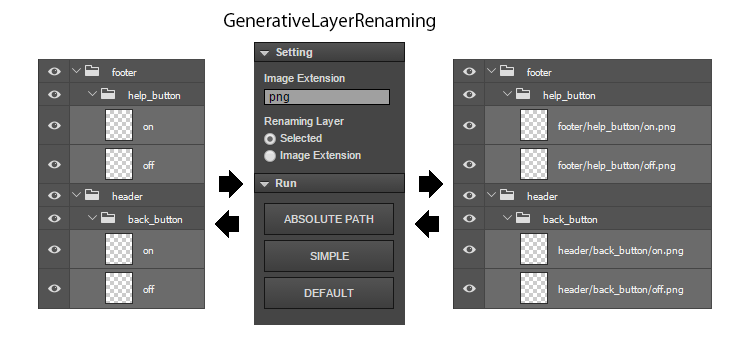 GenerativeLayerRenaming
footer
help_button
on
off
header
back_button
on
off
Setting
Image Extension
png
Renaming Layer
Selected
Image Extension
Run
ABSOLUTE PATH
SIMPLE
DEFAULT
footer
help_button
footer/help_button/on.png
footer/help_button/off.png
header
back_button
header/back_button/on.png
header/back_button/off.png